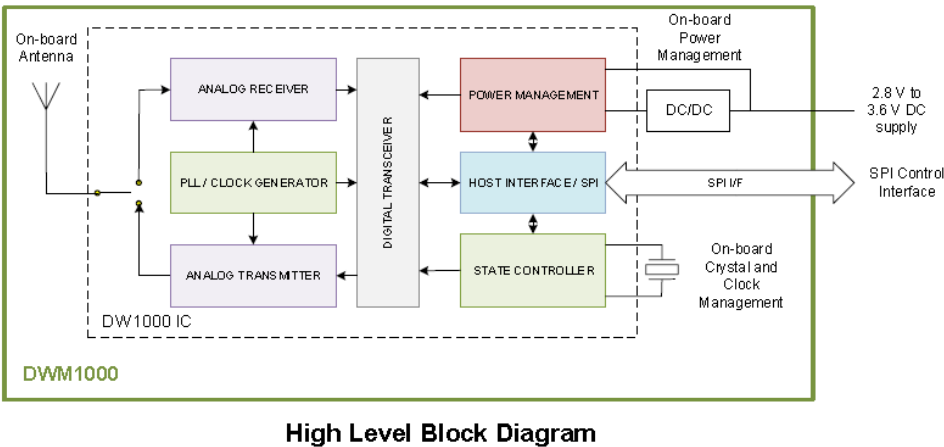 On-board
Antenna
On-board
Power
Management
ANALOG RECEIVER
POWER MANAGEMENT
DC/DC
2.8 V to
3.6 V DC
supply
PLL / CLOCK GENERATOR
DIGITAL TRANSCEIVER
HOST INTERFACE / SPI
SPI I/F
SPI Control
Interface
ANALOG TRANSMITTER
STATE CONTROLLER
On-board
Crystal and
Clock
Management
DW1000 IC
DWM1000
High Level Block Diagram